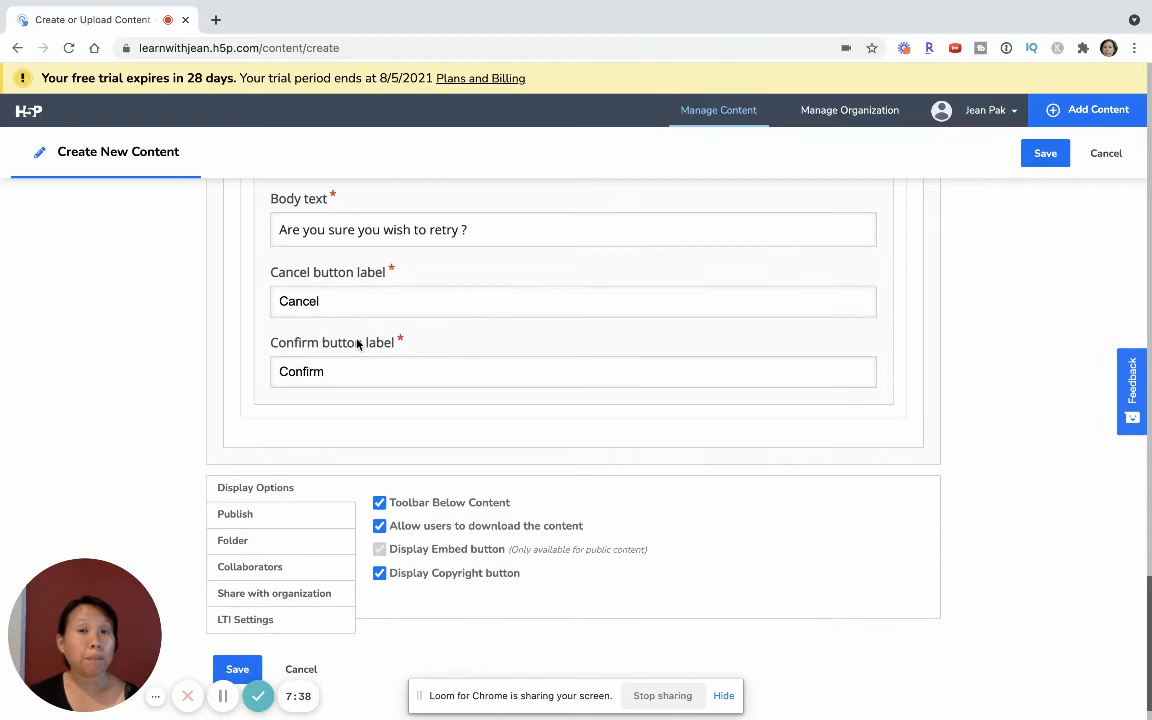 Create or Upload Content
learnwithjean.h5p.com/content/create
Your free trial expires in 28 days. Your trial period ends at 8/5/2021 Plans and Billing
H5P Manage Content Manage Organization Jean Pak Add Content
Create New Content Save Cancel
Body text *
Are you sure you wish to retry ?
Cancel button label *
Cancel
Confirm button label *
Confirm
Feedback
Display Options
Publish
Folder
Collaborators
Share with organization
LTI Settings
Toolbar Below Content
Allow users to download the content
Display Embed button (Only available for public content)
Display Copyright button
Save Cancel
7:38
Loom for Chrome is sharing your screen. Stop sharing Hide